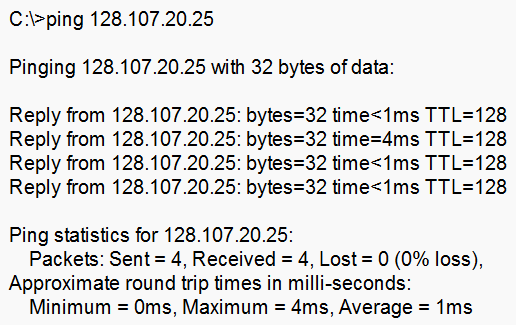 C:\>ping 128.107.20.25
Pinging 128.107.20.25 with 32 bytes of data:
Reply from 128.107.20.25: bytes=32 time<1ms TTL=128
Reply from 128.107.20.25: bytes=32 time=4ms TTL=128
Reply from 128.107.20.25: bytes=32 time<1ms TTL=128
Reply from 128.107.20.25: bytes=32 time<1ms TTL=128
Ping statistics for 128.107.20.25:
Packets: Sent = 4, Received = 4, Lost = 0 (0% loss),
Approximate round trip times in milli-seconds:
Minimum = 0ms, Maximum = 4ms, Average = 1ms